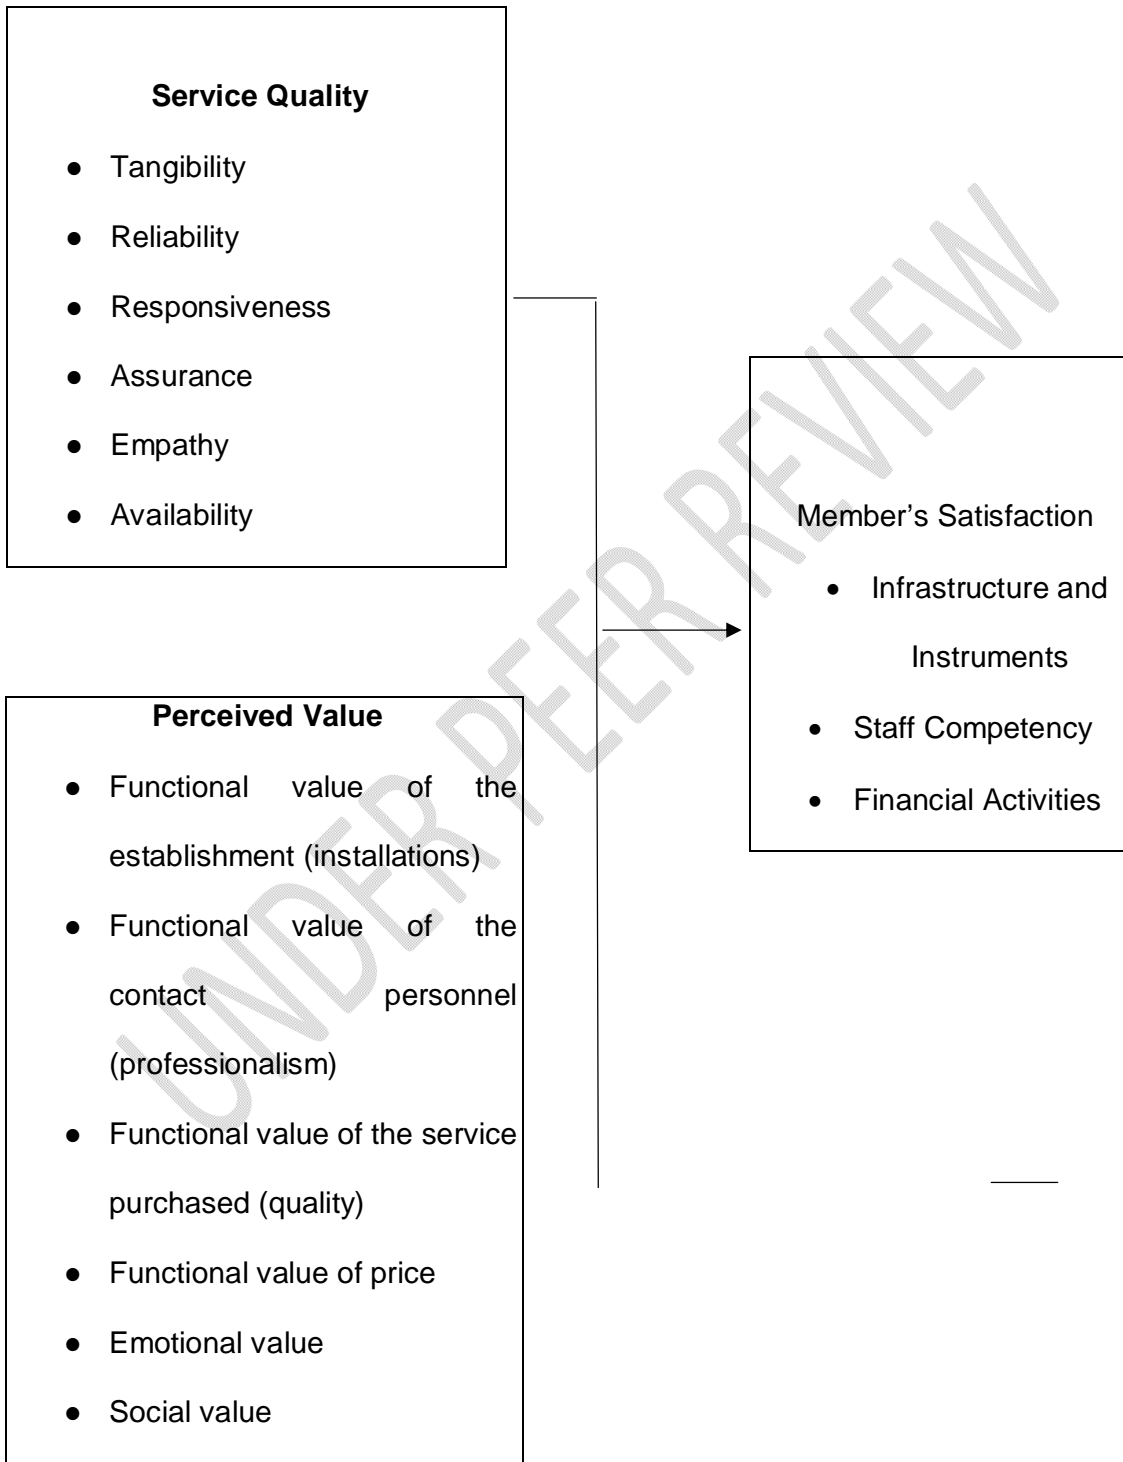 Service Quality
● Tangibility
● Reliability
● Responsiveness
● Assurance
● Empathy
● Availability
Perceived Value
● Functional value of the
establishment (installations)
● Functional value of the
contact personnel
(professionalism)
● Functional value of the service
purchased (quality)
● Functional value of price
● Emotional value
● Social value
Member’s Satisfaction
• Infrastructure and
Instruments
• Staff Competency
• Financial Activities
UNDER PEER REVIEW